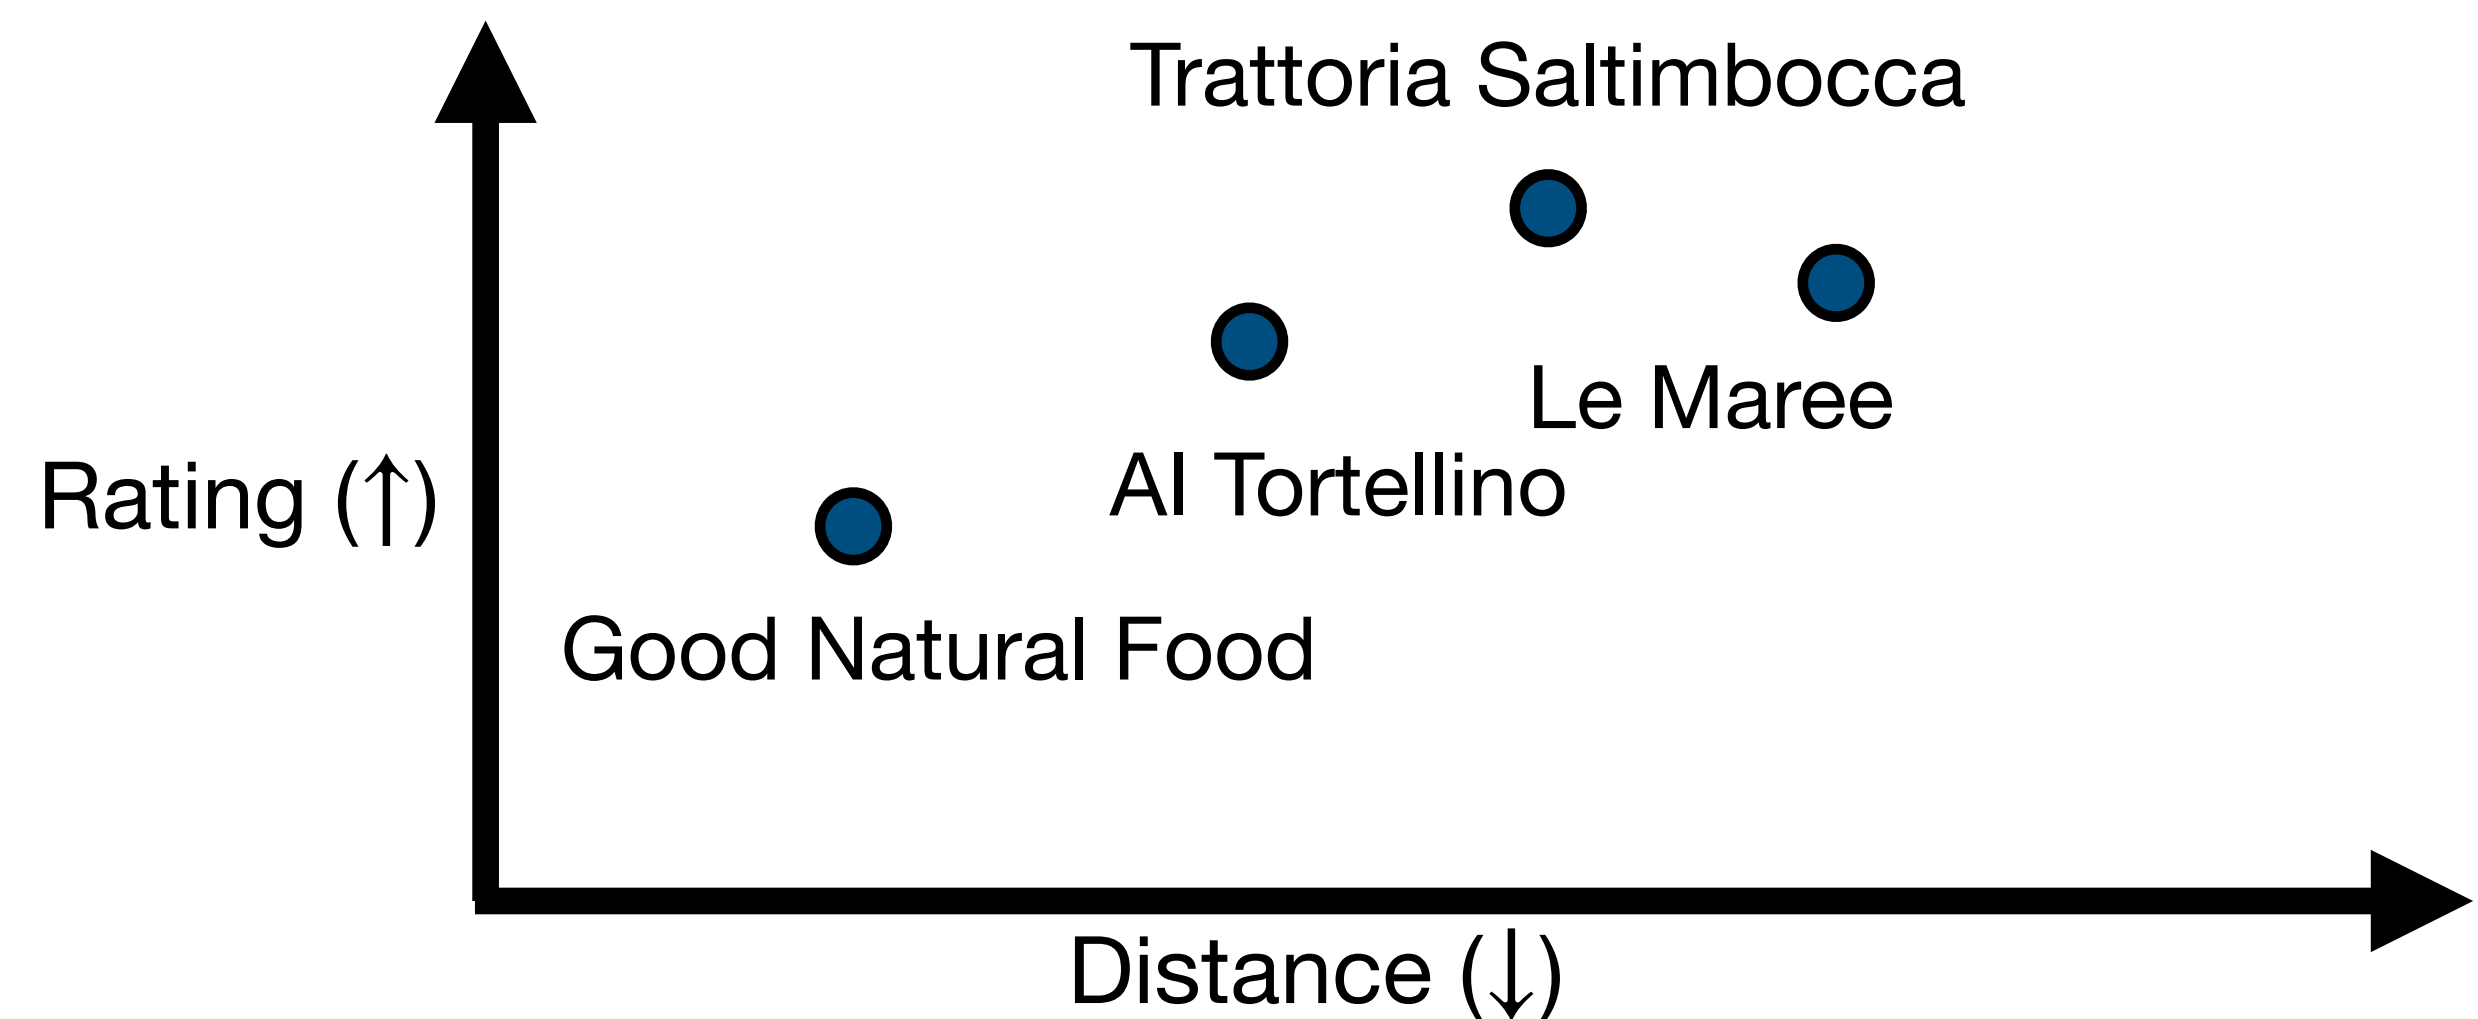 Trattoria Saltimbocca
Le Maree
Al Tortellino
Rating (↑)
Good Natural Food
Distance (↓)